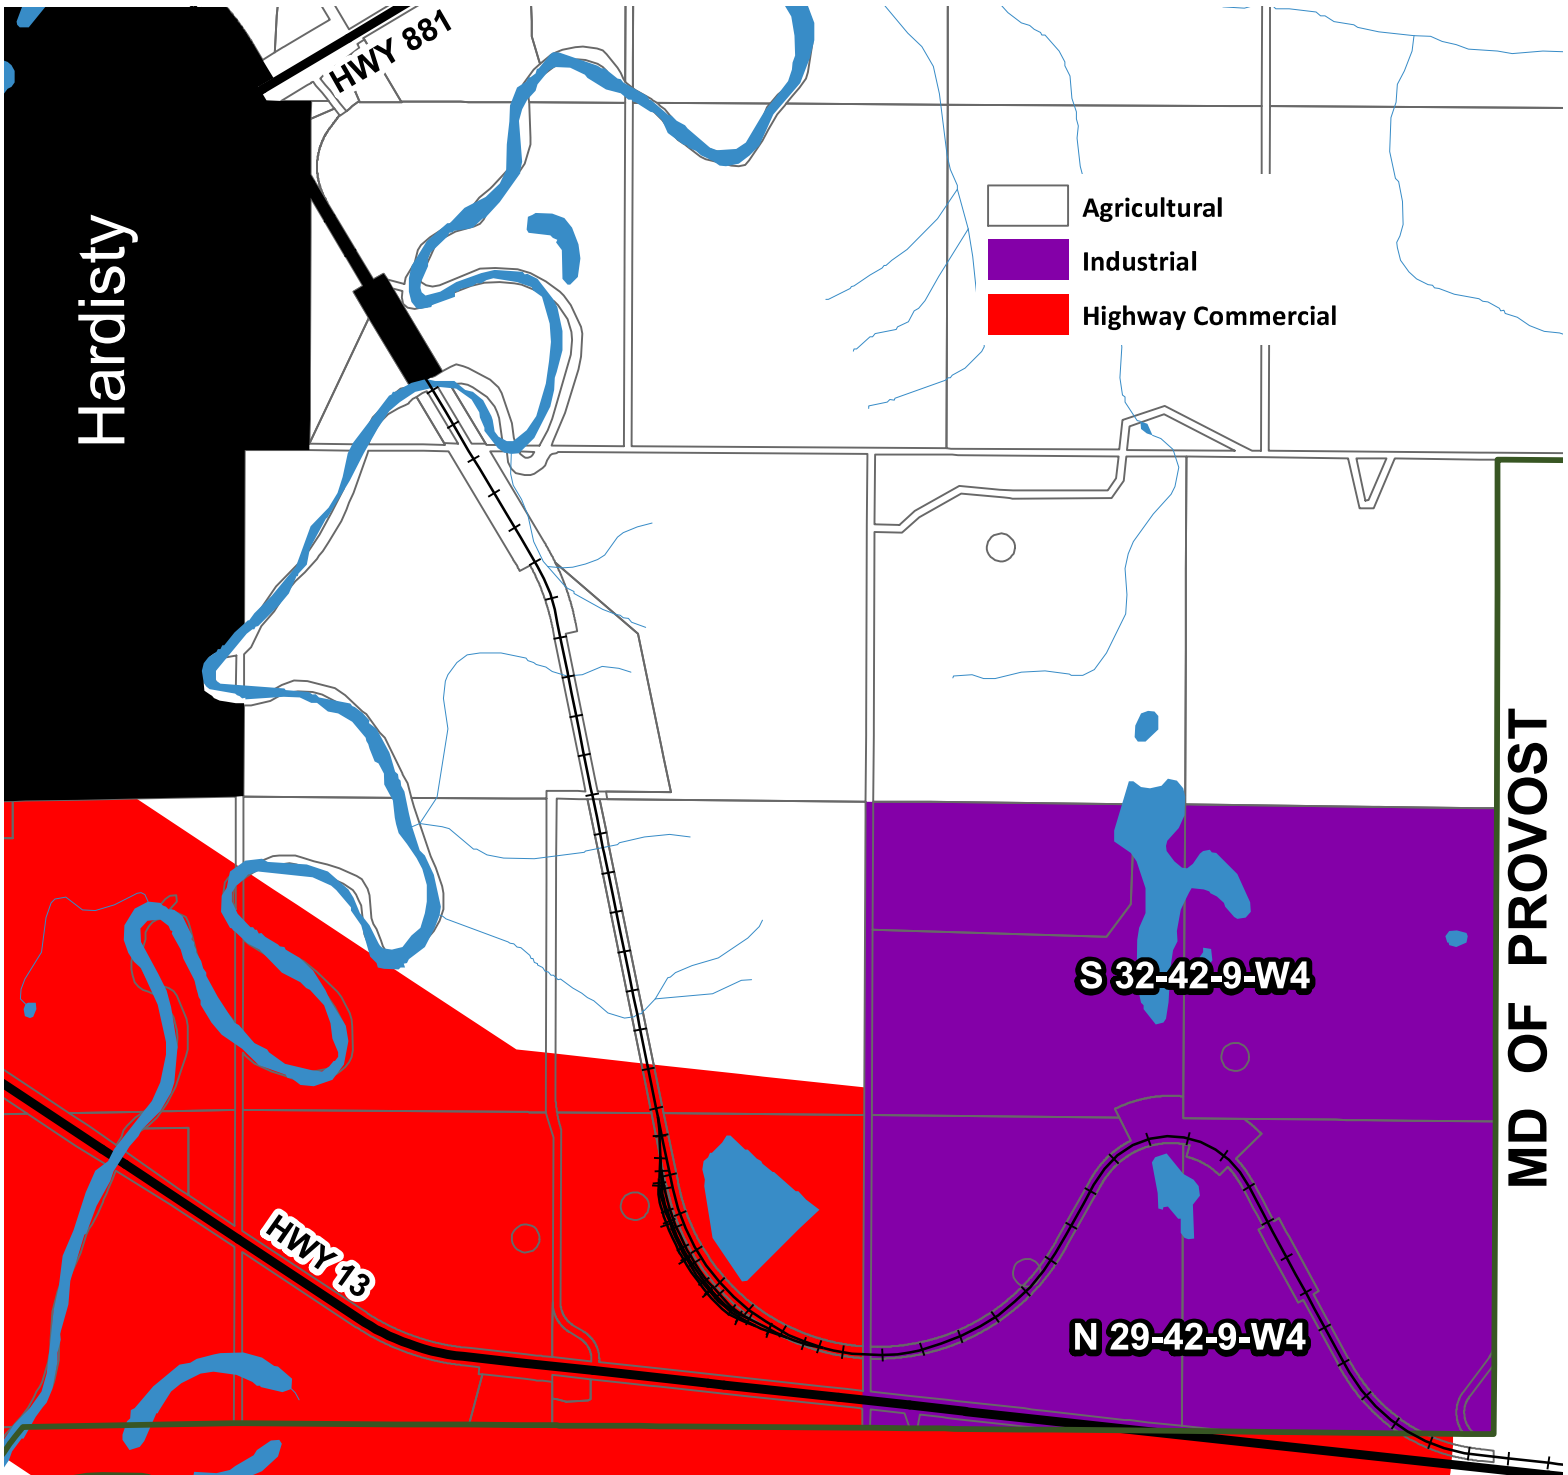 HWY 881
Hardisty
Agricultural
Industrial
Highway Commercial
MD OF PROVOST
S 32-42-9-W4
HWY 13
N 29-42-9-W4